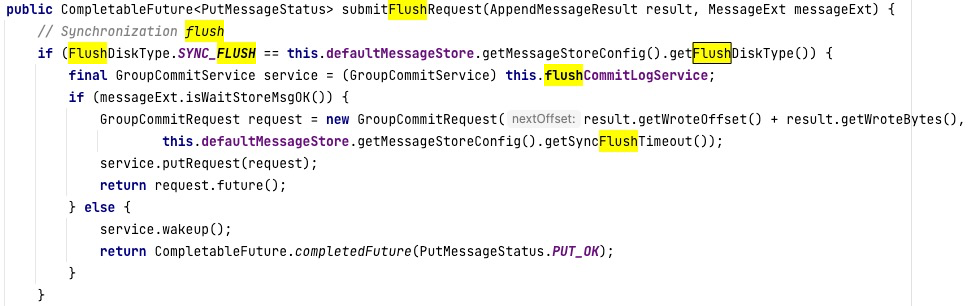 public CompletableFuture<PutMessageStatus> submitFlushRequest(AppendMessageResult result, MessageExt messageExt) {
// Synchronization flush
if (FlushDiskType.SYNC_FLUSH == this.defaultMessageStore.getMessageStoreConfig().getFlushDiskType()) {
final GroupCommitService service = (GroupCommitService) this.flushCommitLogService;
if (messageExt.isWaitStoreMsgOK()) {
GroupCommitRequest request = new GroupCommitRequest( nextOffset: result.getWroteOffset() + result.getWroteBytes(),
this.defaultMessageStore.getMessageStoreConfig().getSyncFlushTimeout());
service.putRequest(request);
return request.future();
} else {
service.wakeup();
return CompletableFuture.completedFuture(PutMessageStatus.PUT_OK);
}
}